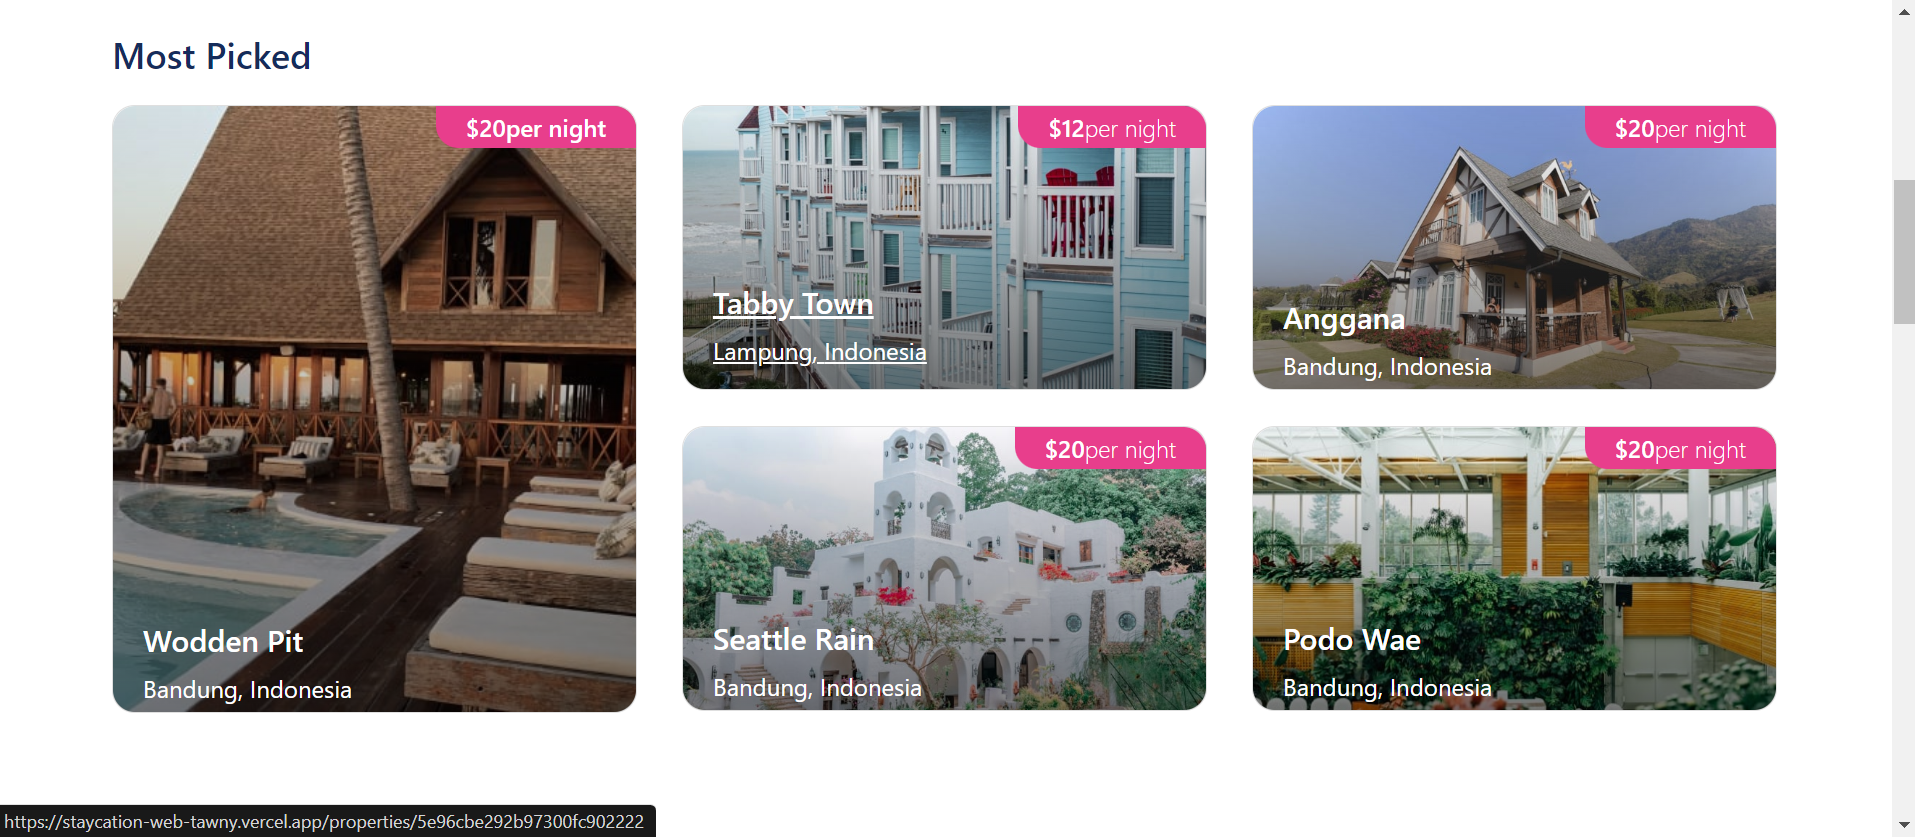 Most Picked
$20per night
Wodden Pit
Bandung, Indonesia
$12per night
Tabby Town
Lampung, Indonesia
$20per night
Anggana
Bandung, Indonesia
$20per night
Seattle Rain
Bandung, Indonesia
$20per night
Podo Wae
Bandung, Indonesia
https://staycation-web-tawny.vercel.app/properties/5e96cbe292b97300fc902222